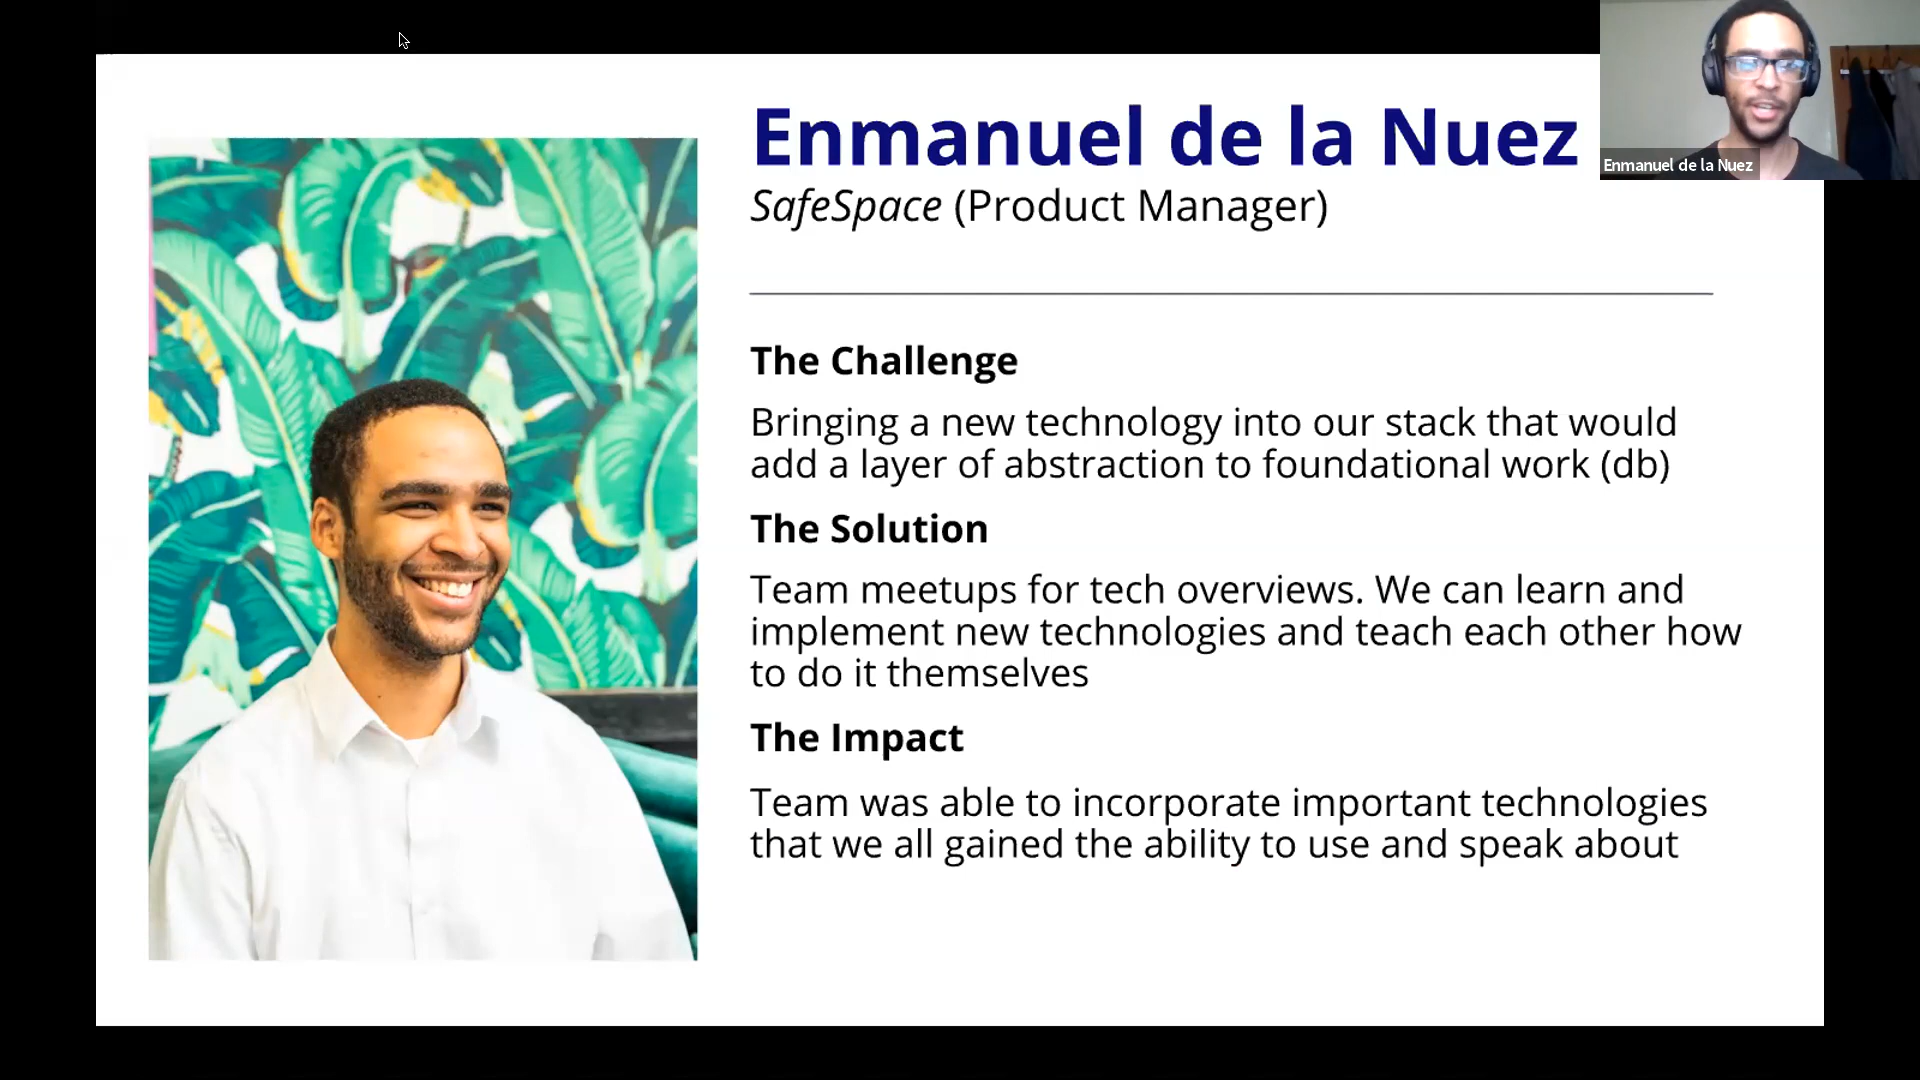 Enmanuel de la Nuez
SafeSpace (Product Manager)
Enmanuel de la Nuez
The Challenge
Bringing a new technology into our stack that would
add a layer of abstraction to foundational work (db)
The Solution
Team meetups for tech overviews. We can learn and
implement new technologies and teach each other how
to do it themselves
The Impact
Team was able to incorporate important technologies
that we all gained the ability to use and speak about